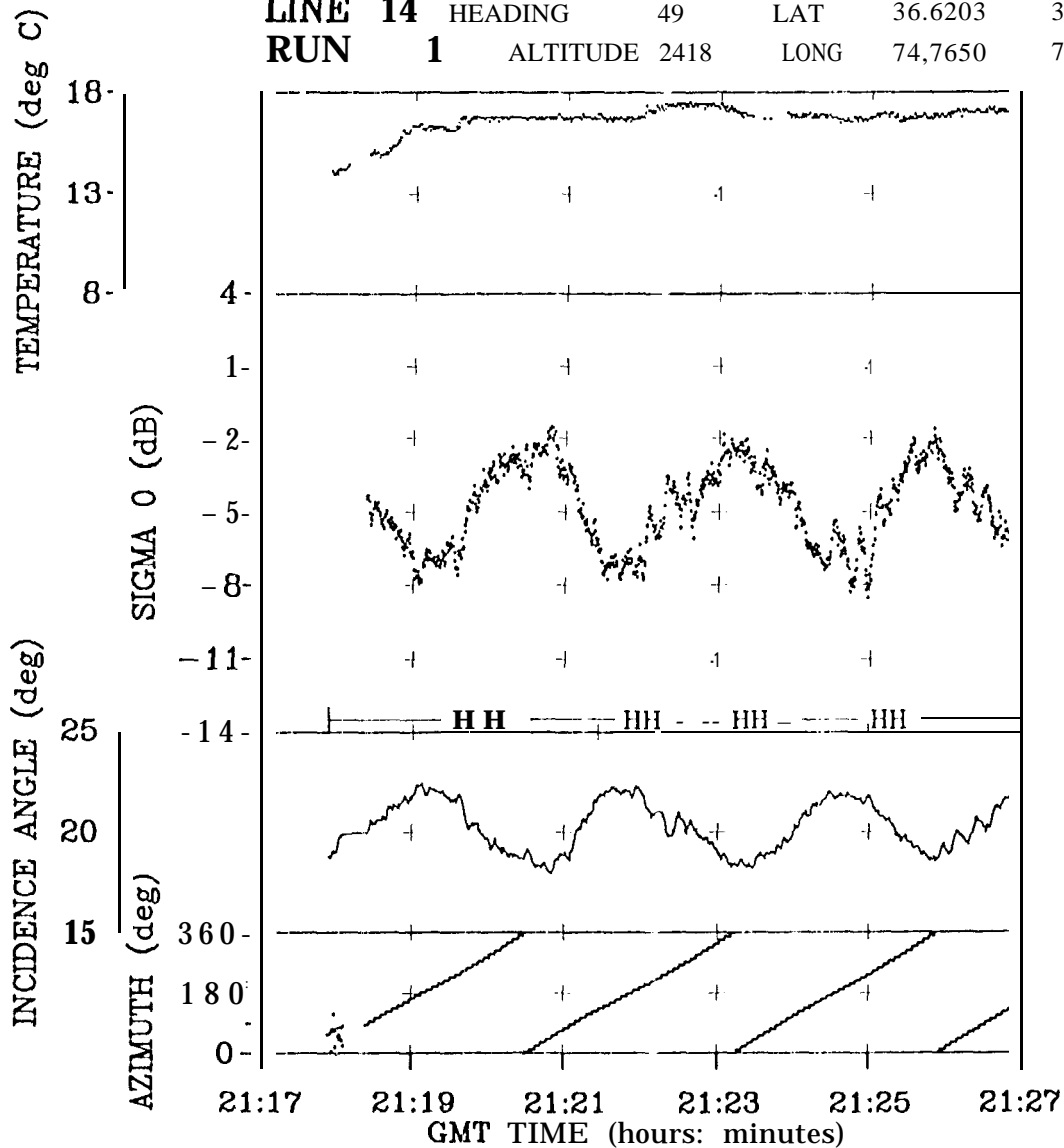 LINE 14 HEADING 49 LAT 36.6203 3
RUN 1 ALTITUDE 2418 LONG 74,7650 7
TEMPERATURE (deg C)
18-
13-
8-
SIGMA 0 (dB)
4-
1-
-2-
-5-
-8-
-11-
-14-
HH HH HH HH
INCIDENCE ANGLE (deg)
25
20
15
AZIMUTH (deg)
360-
180
0-
21:17 21:19 21:21 21:23 21:25 21:27
GMT TIME (hours: minutes)